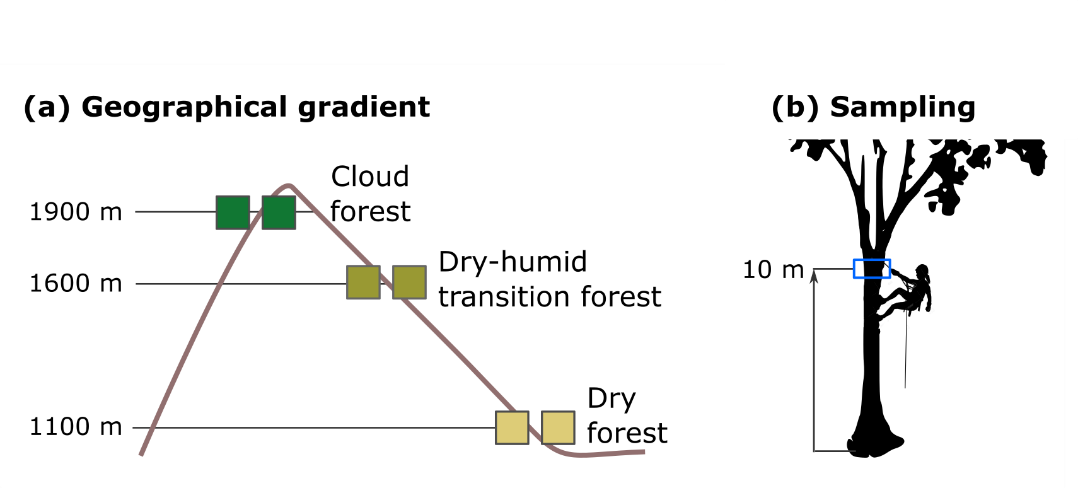 (a) Geographical gradient
1900 m
Cloud
forest
1600 m
Dry-humid
transition forest
1100 m
Dry
forest
(b) Sampling
10 m